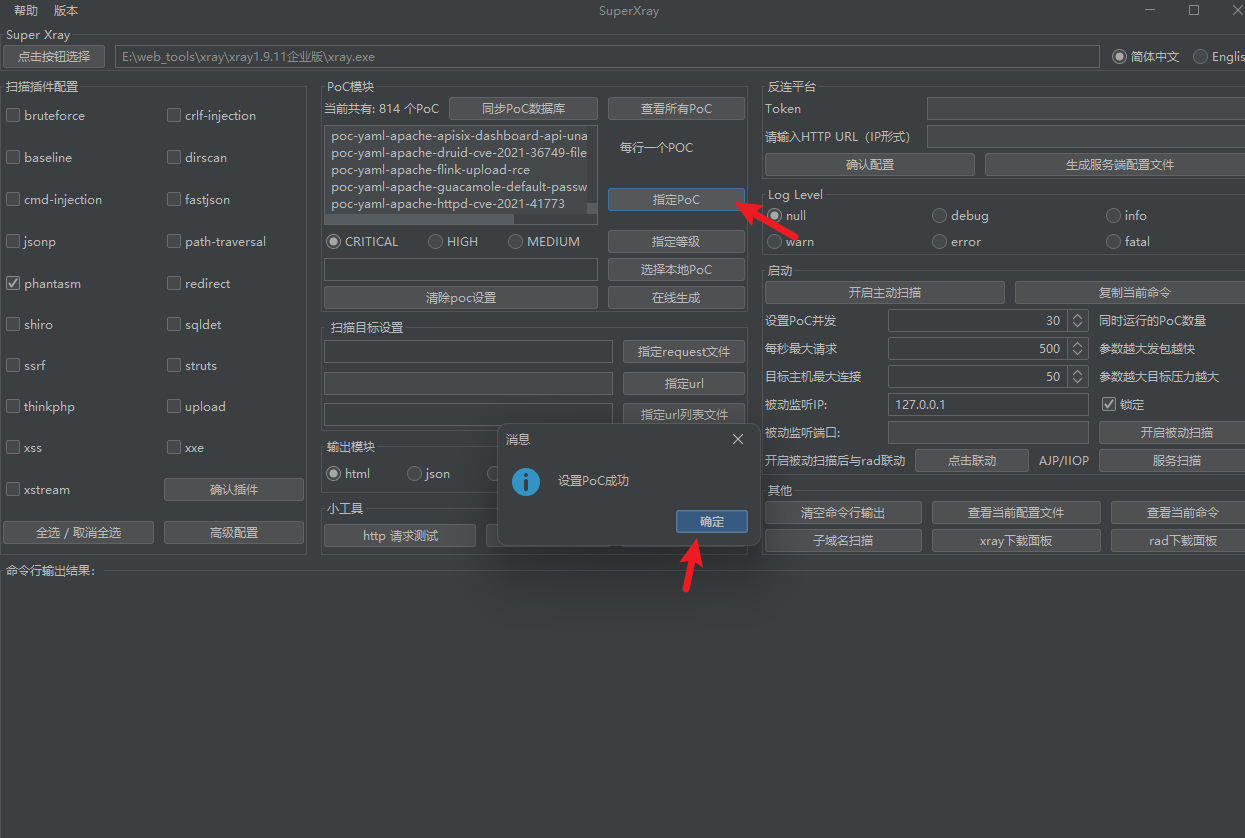 帮助 版本 SuperXray
Super Xray
点击按钮选择 E:\web_tools\xray\xray1.9.11企业版\xray.exe 简体中文 Englis
扫描插件配置
bruteforce crlf-injection
baseline dirscan
cmd-injection fastjson
jsonp path-traversal
phantasm redirect
shiro sqldet
ssrf struts
thinkphp upload
xss xxe
xstream 确认插件
全选 / 取消全选 高级配置
PoC模块
当前共有: 814 个PoC 同步PoC数据库 查看所有PoC
poc-yaml-apache-apisix-dashboard-api-una
poc-yaml-apache-druid-cve-2021-36749-file
poc-yaml-apache-flink-upload-rce
poc-yaml-apache-guacamole-default-passw
poc-yaml-apache-httpd-cve-2021-41773
每行一个POC
指定PoC
CRITICAL HIGH MEDIUM 指定等级
选择本地PoC
清除poc设置 在线生成
扫描目标设置
指定request文件
指定url
指定url列表文件
输出模块
html json
小工具
http 请求测试
消息
设置PoC成功
确定
反连平台
Token
请输入HTTP URL（IP形式）
确认配置 生成服务端配置文件
Log Level
null debug info
warn error fatal
启动
开启主动扫描 复制当前命令
设置PoC并发 30 同时运行的PoC数量
每秒最大请求 500 参数越大发包越快
目标主机最大连接 50 参数越大目标压力越大
被动监听IP: 127.0.0.1 锁定
被动监听端口: 开启被动扫描
开启被动扫描后与rad联动 点击联动 AJP/IIOP 服务扫描
其他
清空命令行输出 查看当前配置文件 查看当前命令
子域名扫描 xray下载面板 rad下载面板
命令行输出结果: